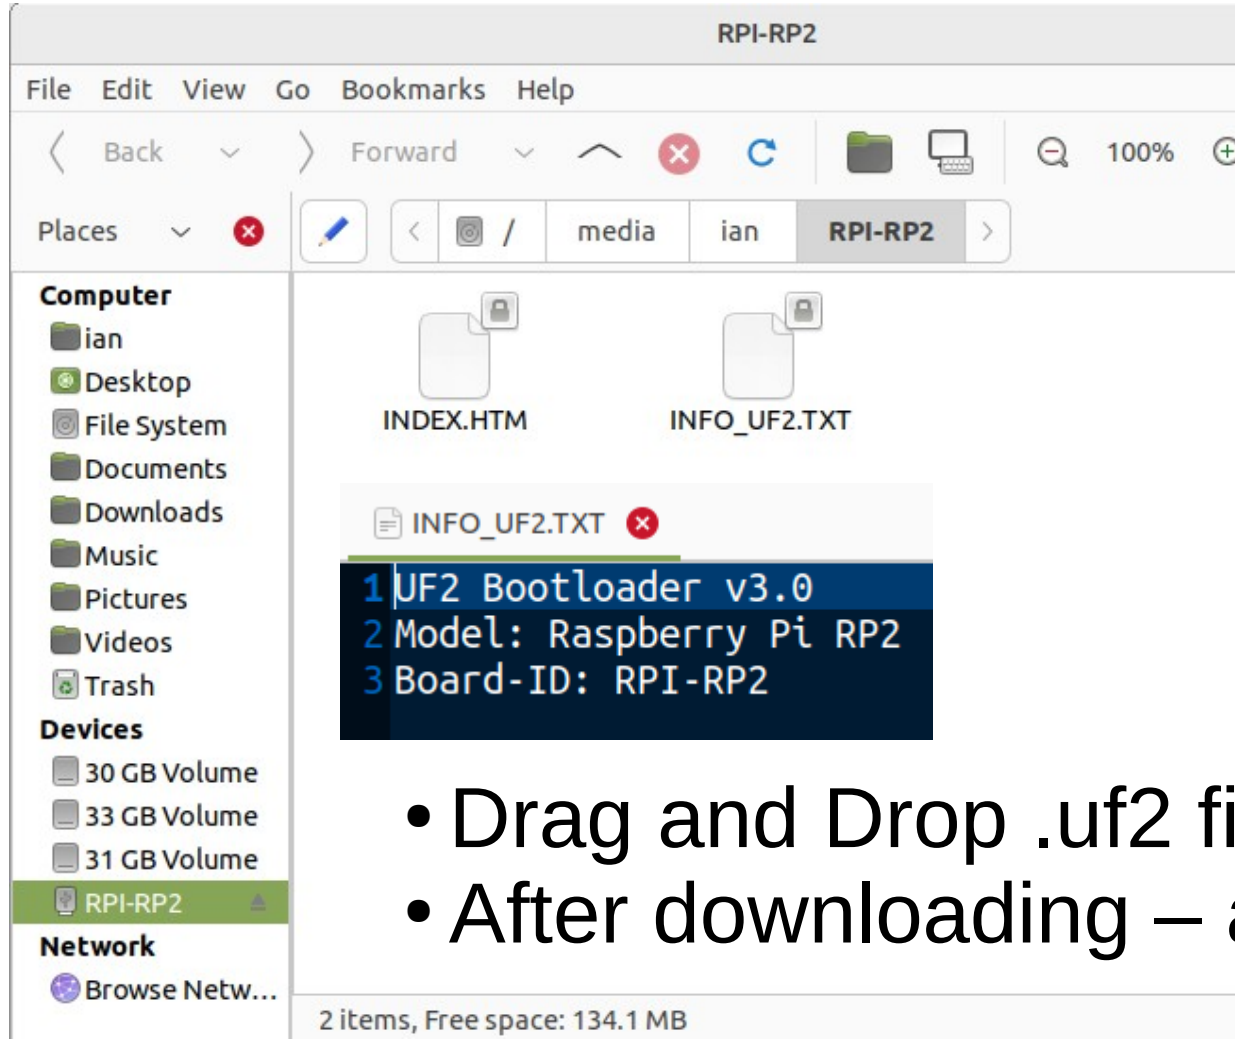 RPI-RP2
File Edit View Go Bookmarks Help
Back Forward 100%
Places / media ian RPI-RP2
Computer
ian
Desktop
File System
Documents
Downloads
Music
Pictures
Videos
Trash
Devices
30 GB Volume
33 GB Volume
31 GB Volume
RPI-RP2
Network
Browse Netw...
INDEX.HTM INFO_UF2.TXT
INFO_UF2.TXT
1 UF2 Bootloader v3.0
2 Model: Raspberry Pi RP2
3 Board-ID: RPI-RP2
• Drag and Drop .uf2
• After downloading –
2 items, Free space: 134.1 MB